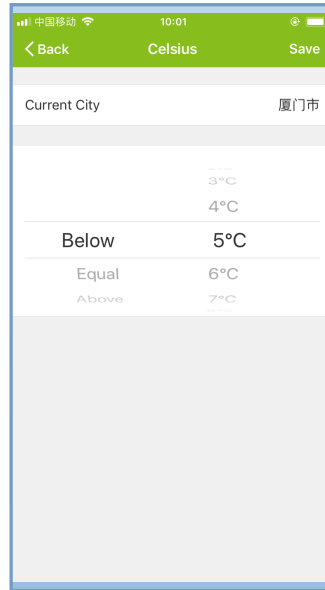 中国移动 10:01
Back Celsius Save
Current City 厦门市
3°C
4°C
Below 5°C
Equal 6°C
Above 7°C